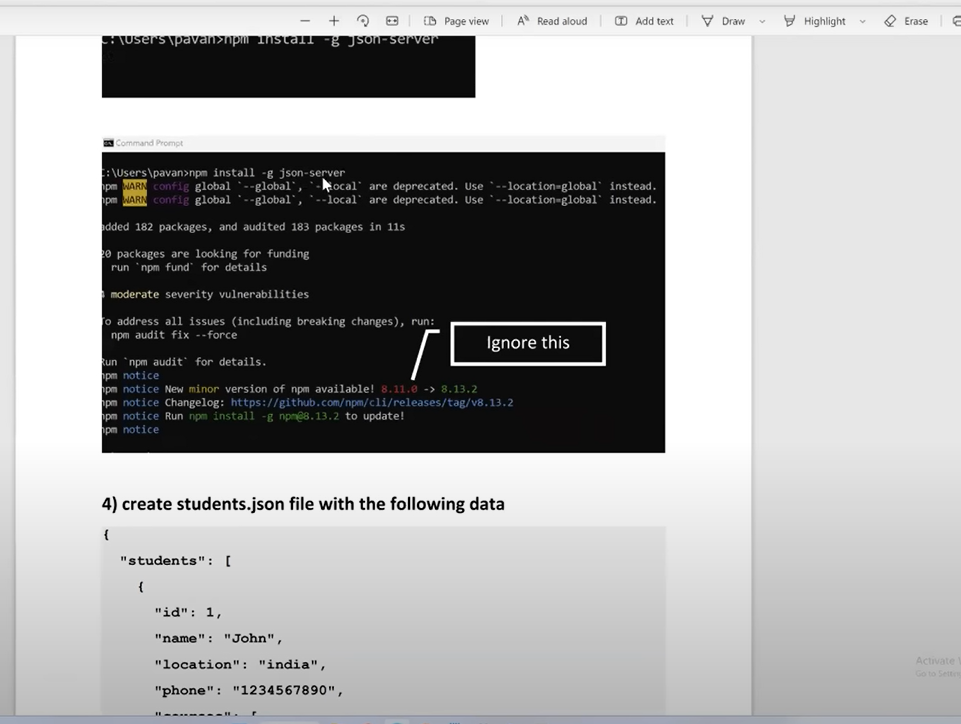 Page view Read aloud Add text Draw Highlight Erase
C:\Users\pavan>npm install -g json-server
Command Prompt
C:\Users\pavan>npm install -g json-server
npm WARN config global `--global`, `--local` are deprecated. Use `--location=global` instead.
npm WARN config global `--global`, `--local` are deprecated. Use `--location=global` instead.
added 182 packages, and audited 183 packages in 11s
20 packages are looking for funding
run `npm fund` for details
4 moderate severity vulnerabilities
To address all issues (including breaking changes), run:
npm audit fix --force
Ignore this
Run `npm audit` for details.
npm notice
npm notice New minor version of npm available! 8.11.0 -> 8.13.2
npm notice Changelog: https://github.com/npm/cli/releases/tag/v8.13.2
npm notice Run npm install -g npm@8.13.2 to update!
npm notice
4) create students.json file with the following data
{
"students": [
{
"id": 1,
"name": "John",
"location": "india",
"phone": "1234567890",
"courses": [
Activate
Go to